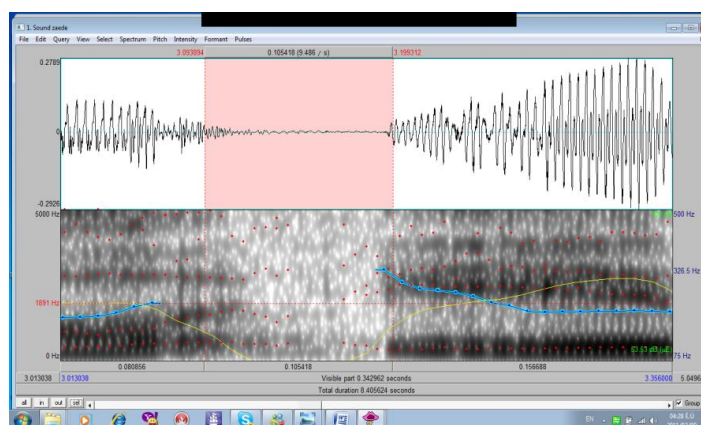 1. Sound zaede
File Edit Query View Select Spectrum Pitch Intensity Formant Pulses
3.093894 0.105418 (9.486 / s) 3.199312
0.2789
0
-0.2926
5000 Hz 500 Hz
326.5 Hz
1891 Hz
0 Hz 75 Hz
0.080856 0.105418 0.156688
3.013038 3.013038 Visible part 0.342962 seconds 3.356000 5.0496
Total duration 8.405624 seconds
all in out sel Group
EN